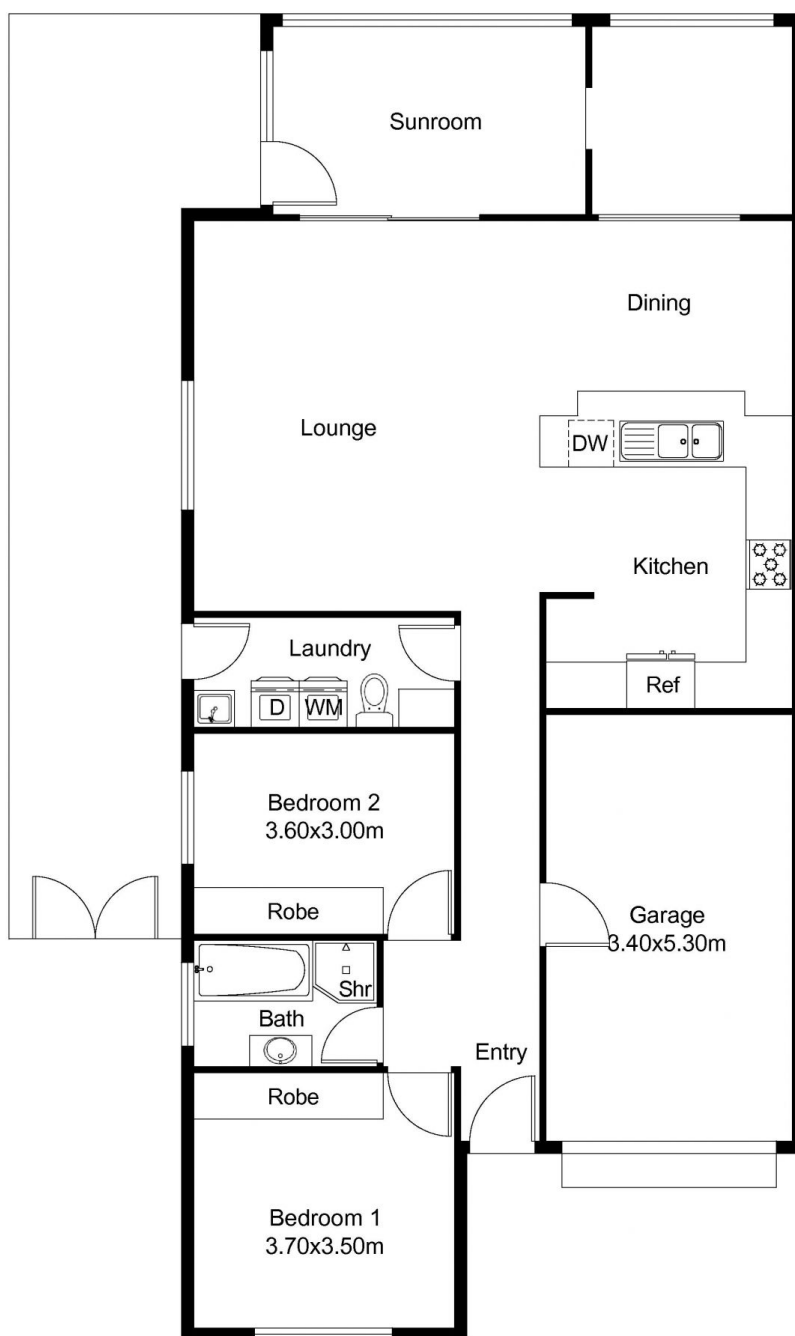 Sunroom
Dining
Lounge
DW
Kitchen
Laundry
D
WM
Ref
Bedroom 2
3.60x3.00m
Robe
Garage
3.40x5.30m
Shr
Bath
Entry
Robe
Bedroom 1
3.70x3.50m